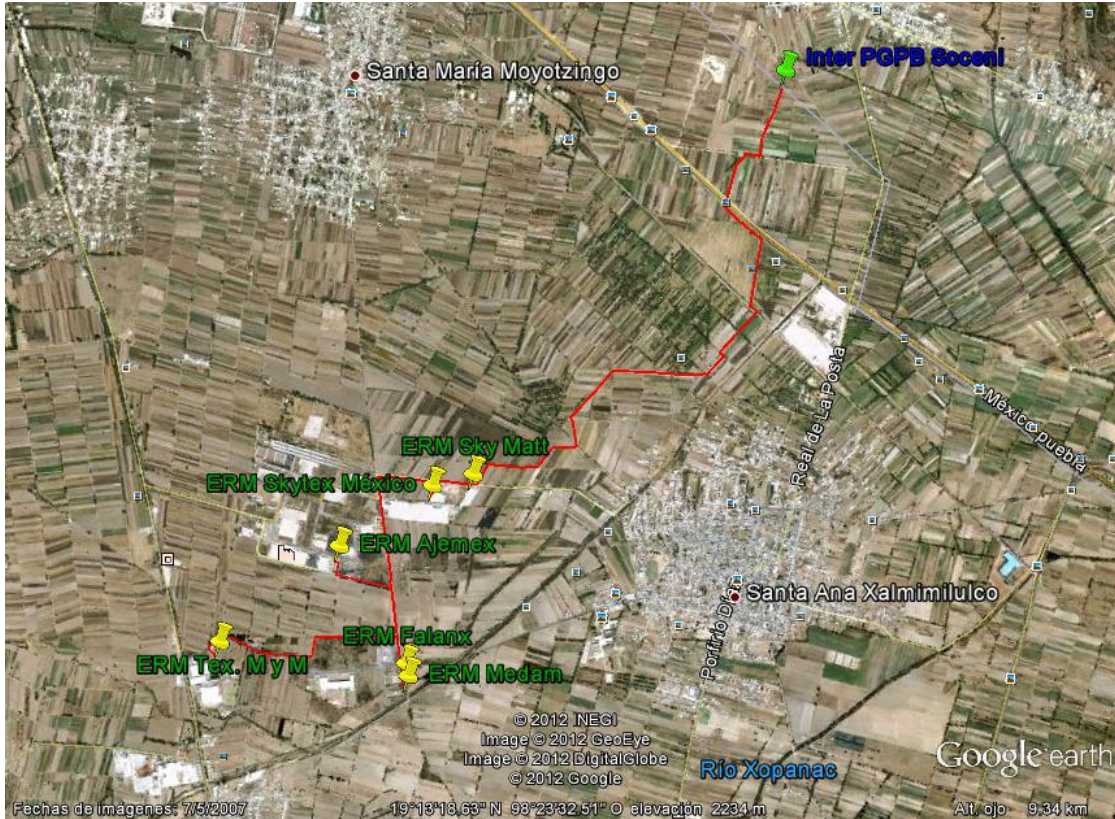 Inter PGPB Soceni
Santa María Moyotzingo
Real de La Posta
México puebla
ERM Sky Matt
ERM Skytex México
ERM Ajemex
Santa Ana Xalmimilulco
Porfirio Díaz
ERM Falanx
ERM Tex. M y M
ERM Medam
© 2012 INEGI
Image © 2012 GeoEye
Image © 2012 DigitalGlobe
© 2012 Google
Río Xopanac
Google earth
Fechas de imágenes: 7/5/2007
19°13'18.63" N 98°23'32.51" O elevación 2234 m
Alt. ojo 9.34 km